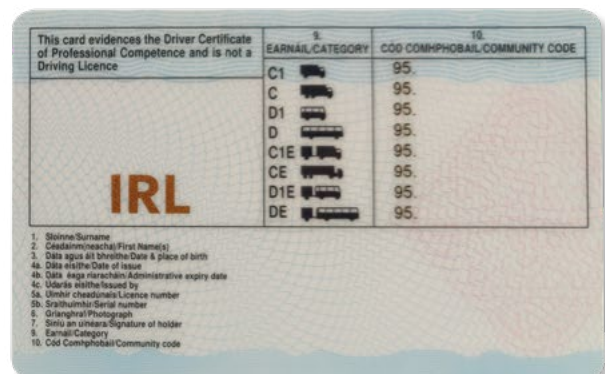 This card evidences the Driver Certificate
of Professional Competence and is not a
Driving Licence
9.
EARNÁIL/CATEGORY
10.
COD COMHPHOBAIL/COMMUNITY CODE
C1 95.
C 95.
D1 95.
D 95.
C1E 95.
CE 95.
D1E 95.
DE 95.
IRL
1. Sloinne/Surname
2. Céadainm(neacha)/First Name(s)
3. Dáta agus áit bhreithe/Date & place of birth
4a. Dáta eisithe/Date of issue
4b. Dáta éaga riaracháin/Administrative expiry date
4c. Údarás eisithe/Issued by
5a. Uimhir cheadúnais/Licence number
5b. Sraithuimhir/Serial number
6. Grianghraf/Photograph
7. Síniú an úinéara/Signature of holder
9. Earnáil/Category
10. Cód Comhphobail/Community code